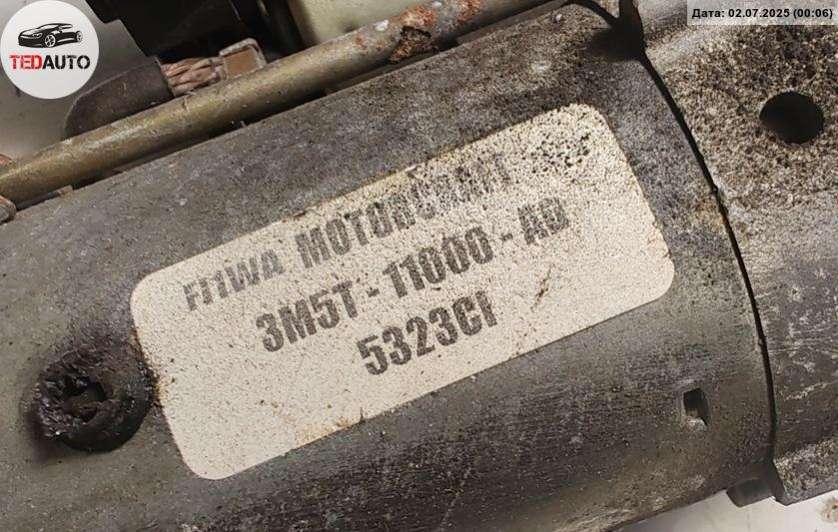 TEDAUTO
Дата: 02.07.2025 (00:06)
MOTORCRAFT
3M5T - 11000 - AD
5323CI